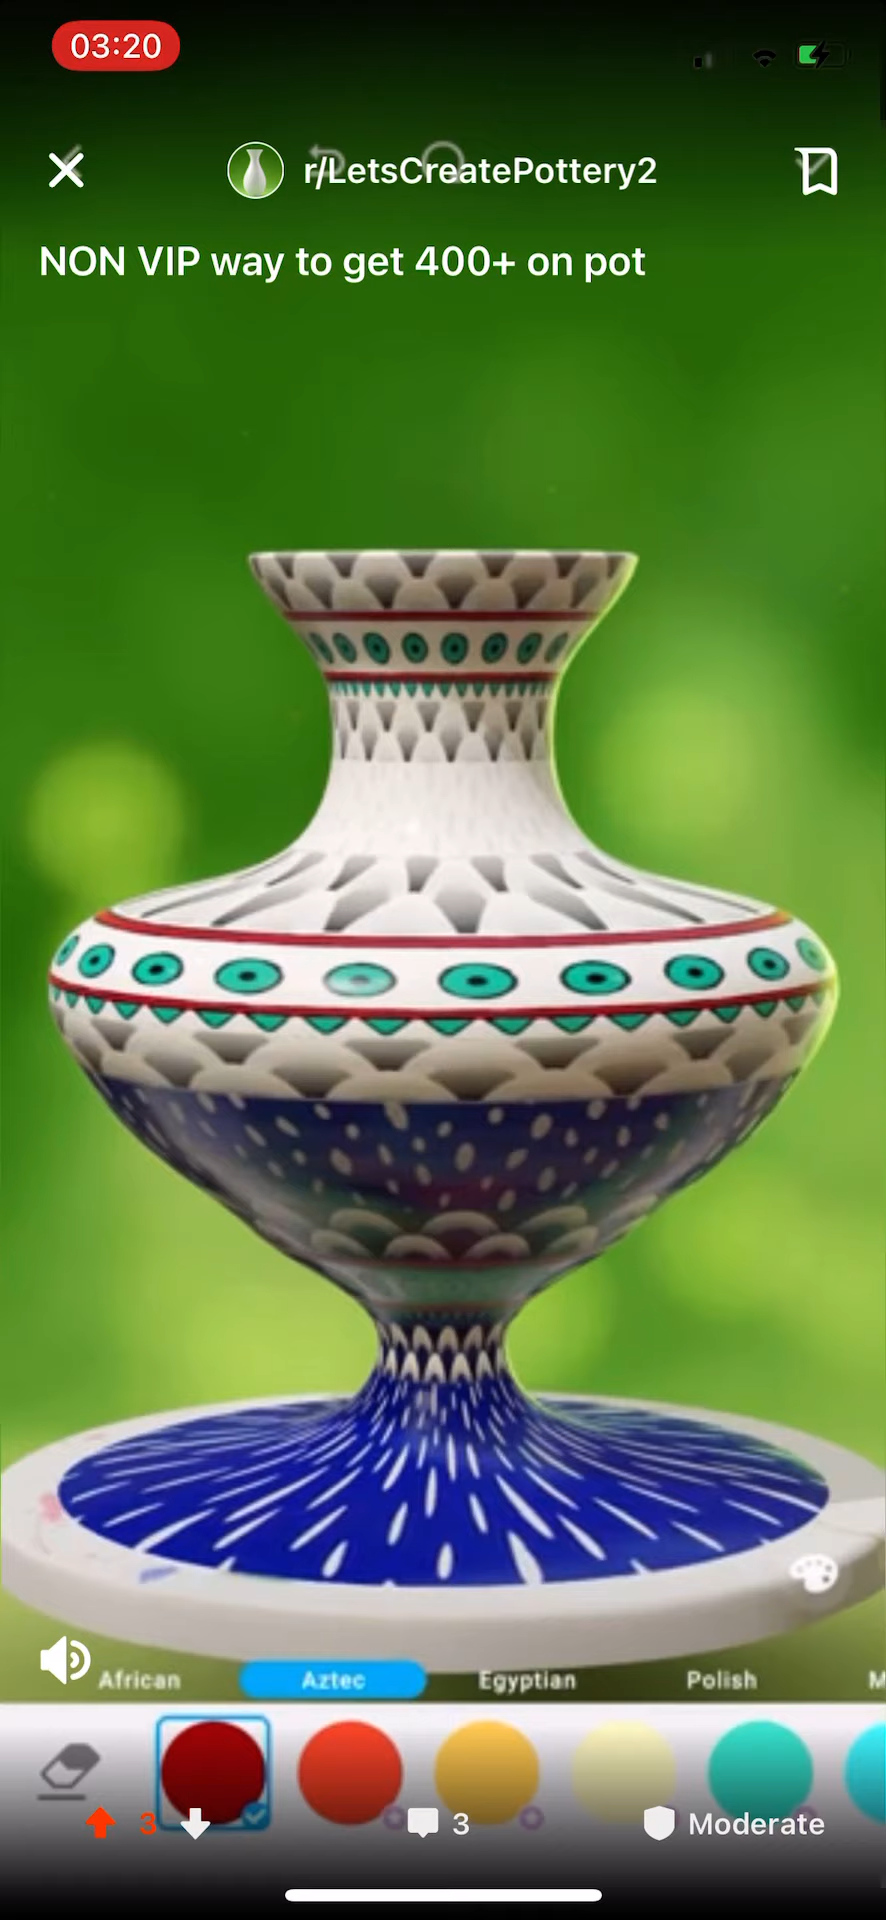 03:20
r/LetsCreatePottery2
NON VIP way to get 400+ on pot
African
Aztec
Egyptian
Polish
M
3
3
Moderate